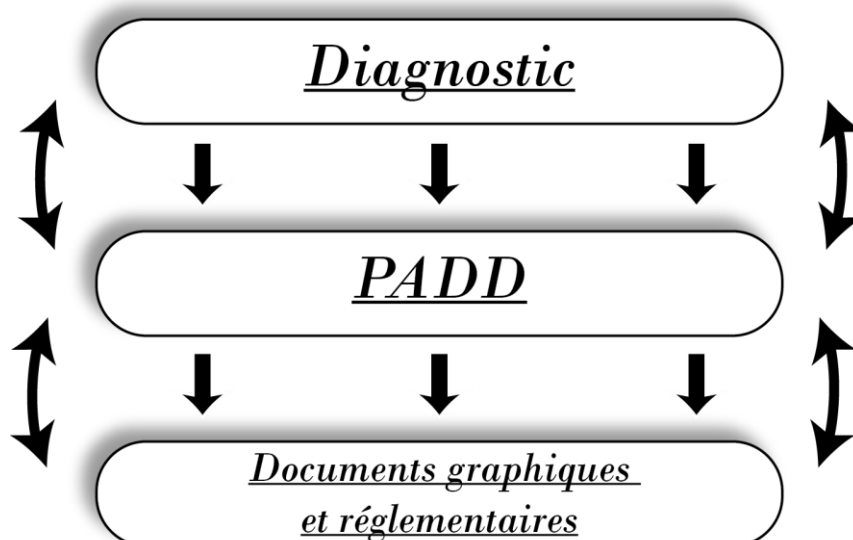 Diagnostic
PADD
Documents graphiques
et réglementaires